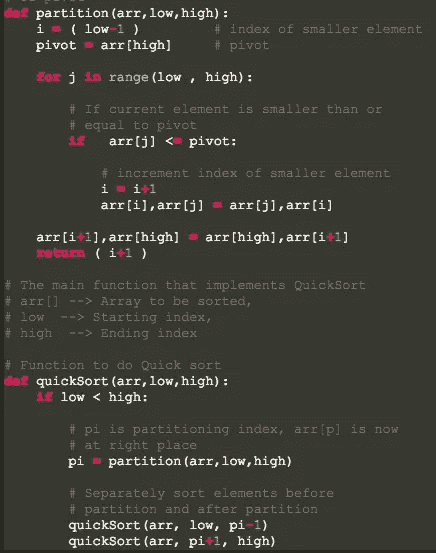 def partition(arr,low,high):
    i = ( low-1 )         # index of smaller element
    pivot = arr[high]     # pivot
    for j in range(low , high):
        # If current element is smaller than or
        # equal to pivot
        if   arr[j] <= pivot:
            # increment index of smaller element
            i = i+1
            arr[i],arr[j] = arr[j],arr[i]
    arr[i+1],arr[high] = arr[high],arr[i+1]
    return ( i+1 )
# The main function that implements QuickSort
# arr[] --> Array to be sorted,
# low  --> Starting index,
# high  --> Ending index
# Function to do Quick sort
def quickSort(arr,low,high):
    if low < high:
        # pi is partitioning index, arr[p] is now
        # at right place
        pi = partition(arr,low,high)
        # Separately sort elements before
        # partition and after partition
        quickSort(arr, low, pi-1)
        quickSort(arr, pi+1, high)